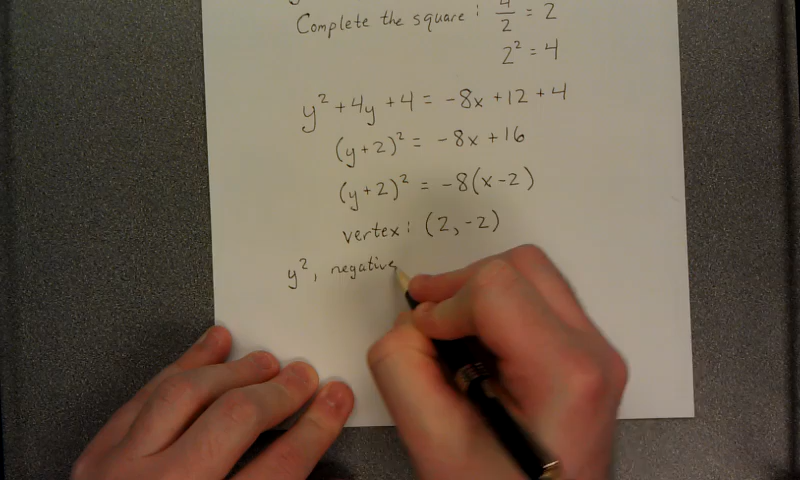 Complete the square : 4/2 = 2
2² = 4
y² + 4y + 4 = -8x + 12 + 4
(y+2)² = -8x + 16
(y+2)² = -8(x-2)
vertex: (2, -2)
y², negative